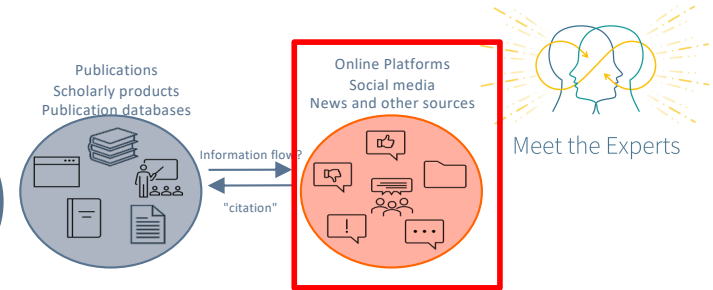 Publications
Scholarly products
Publication databases
Information flow?
"citation"
Online Platforms
Social media
News and other sources
Meet the Experts